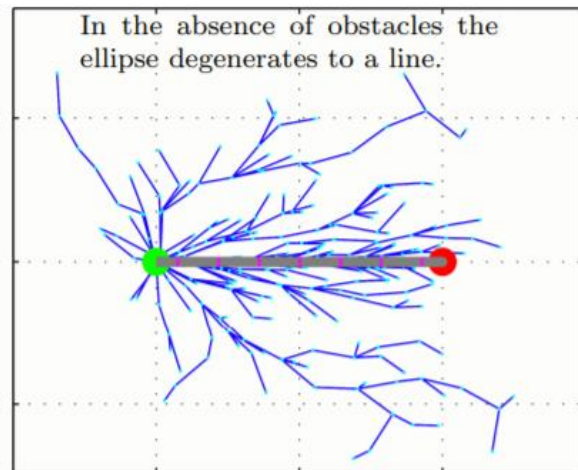 In the absence of obstacles the
ellipse degenerates to a line.